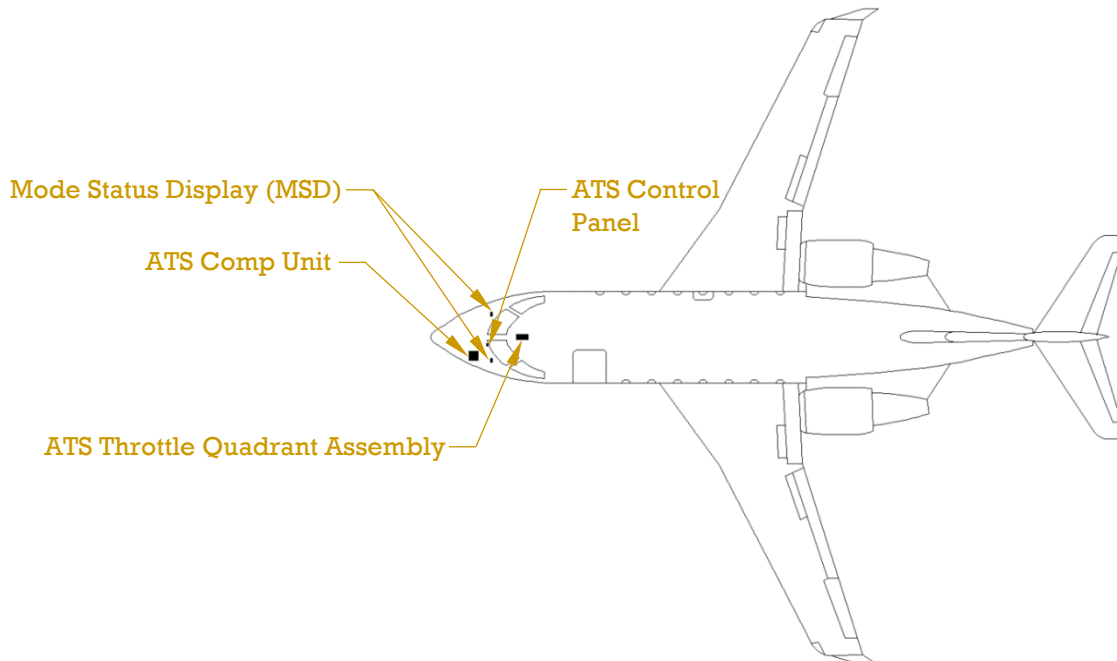 Mode Status Display (MSD)
ATS Control
Panel
ATS Comp Unit
ATS Throttle Quadrant Assembly